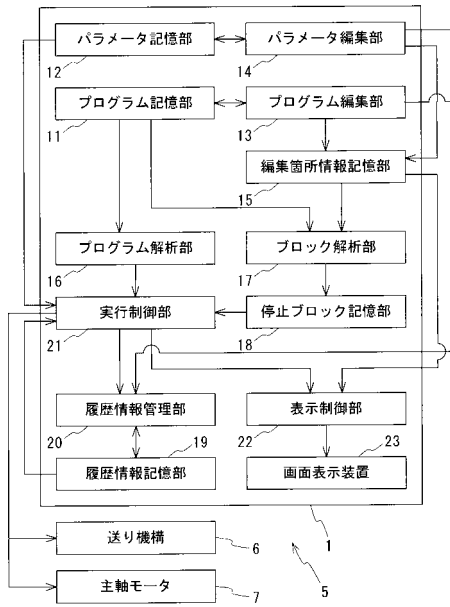 パラメータ記憶部
パラメータ編集部
12
14
プログラム記憶部
プログラム編集部
11
13
編集箇所情報記憶部
15
プログラム解析部
ブロック解析部
16
17
実行制御部
停止ブロック記憶部
21
18
履歴情報管理部
表示制御部
20
19
22
23
履歴情報記憶部
画面表示装置
送り機構
6
1
主軸モータ
7
5